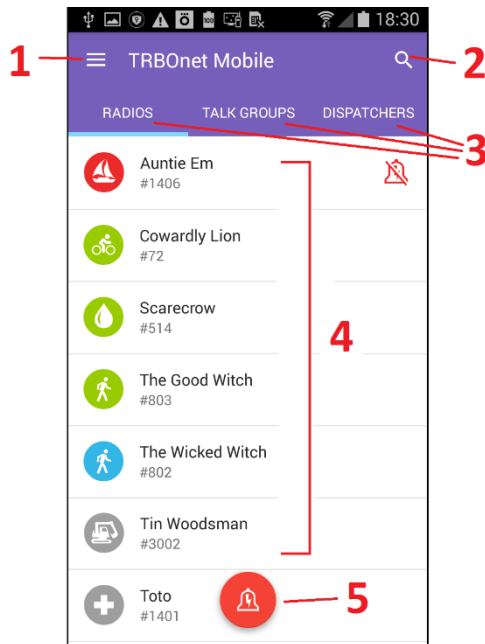 18:30
1
TRBOnet Mobile
2
RADIOS TALK GROUPS DISPATCHERS
3
Auntie Em
#1406
Cowardly Lion
#72
Scarecrow
#514
4
The Good Witch
#803
The Wicked Witch
#802
Tin Woodsman
#3002
Toto
#1401
5